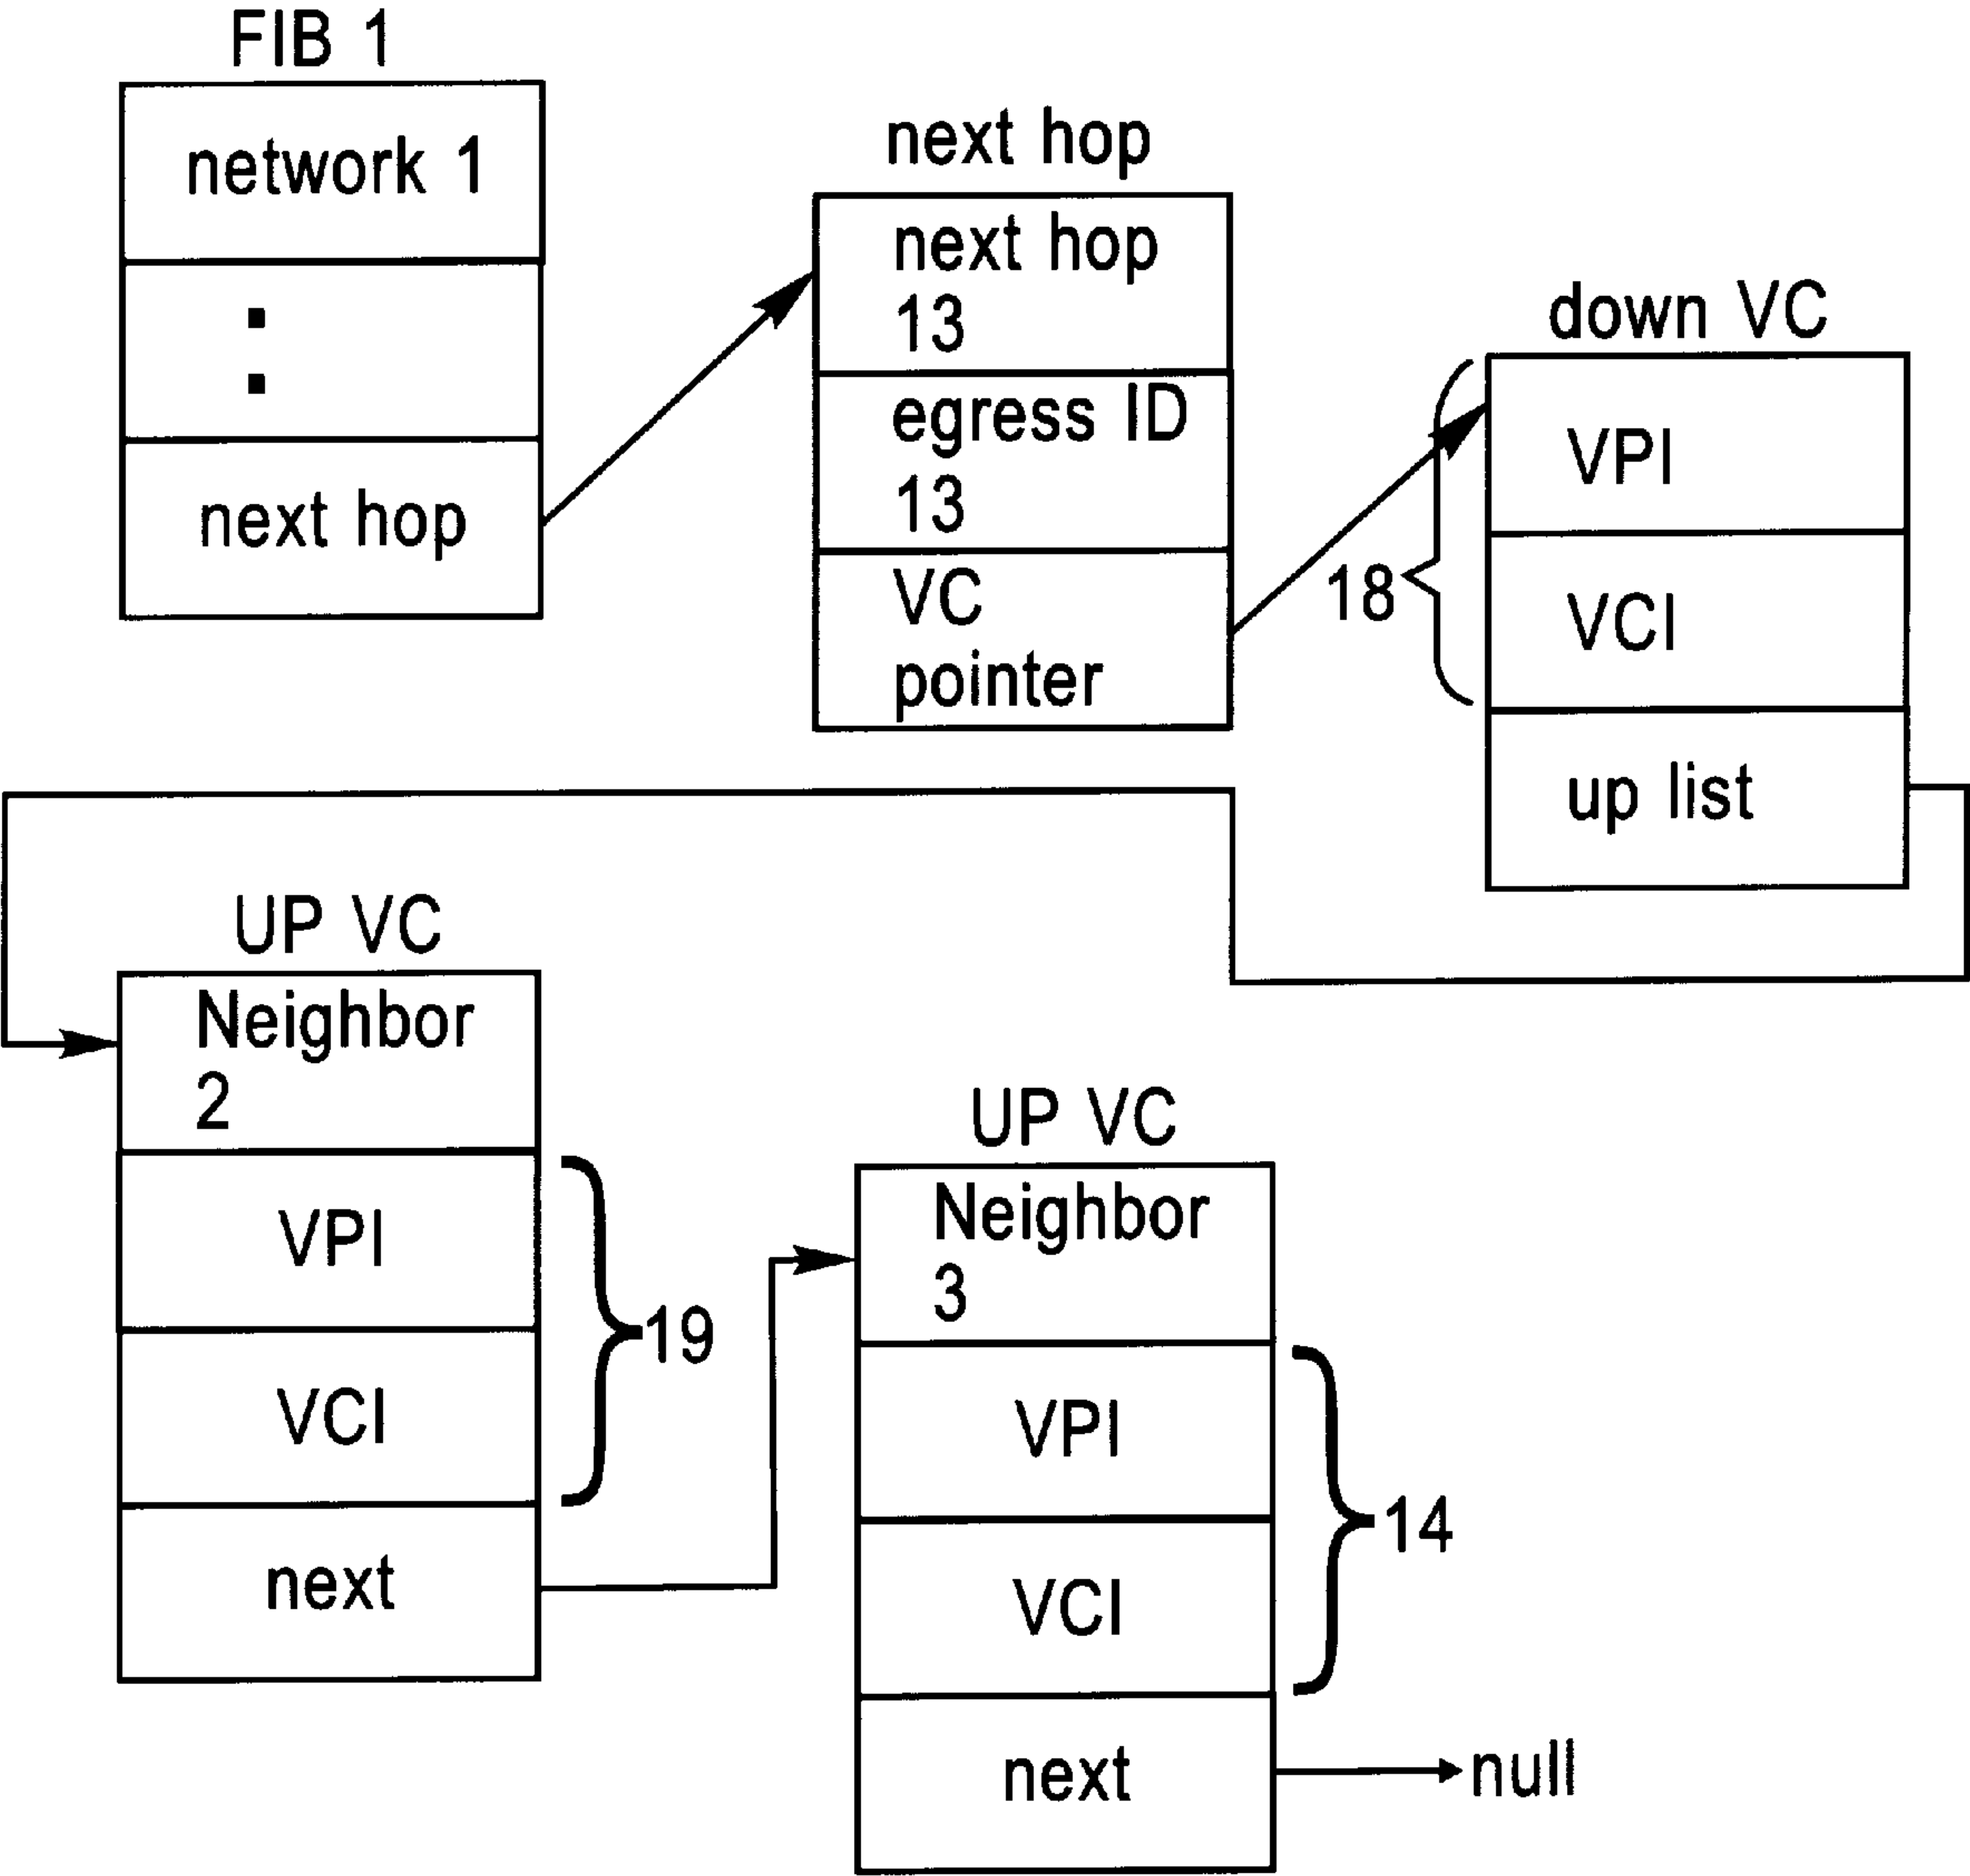 FIB 1
network 1
:
next hop
next hop
next hop
13
egress ID
13
VC
pointer
down VC
VPI
VCI
up list
18
UP VC
Neighbor
2
VPI
VCI
next
19
UP VC
Neighbor
3
VPI
VCI
next
14
null